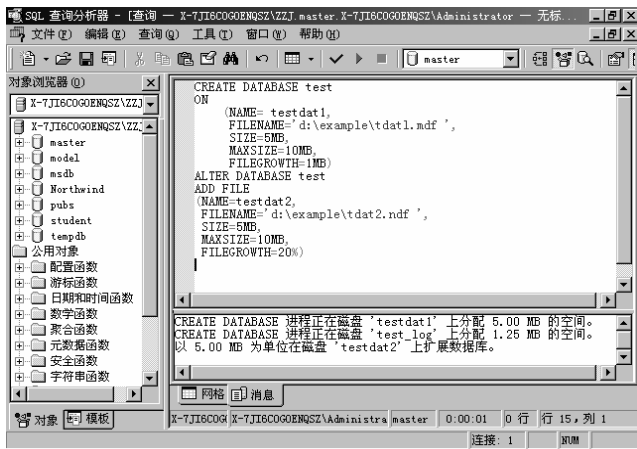 SQL 查询分析器 - [查询 — X-7JI6COGOENQSZ\ZZJ.master.X-7JI6COGOENQSZ\Administrator — 无标...
文件(F) 编辑(E) 查询(Q) 工具(T) 窗口(W) 帮助(H)
master
对象浏览器(O)
X-7JI6COGOENQSZ\ZZJ
X-7JI6COGOENQSZ\ZZJ
master
model
msdb
Northwind
pubs
student
tempdb
公用对象
配置函数
游标函数
日期和时间函数
数学函数
聚合函数
元数据函数
安全函数
字符串函数
对象 模板
CREATE DATABASE test
ON
(NAME= testdat1,
FILENAME='d:\example\tdat1.mdf ',
SIZE=5MB,
MAXSIZE=10MB,
FILEGROWTH=1MB)
ALTER DATABASE test
ADD FILE
(NAME=testdat2,
FILENAME='d:\example\tdat2.ndf ',
SIZE=5MB,
MAXSIZE=10MB,
FILEGROWTH=20%)
CREATE DATABASE 进程正在磁盘 'testdat1' 上分配 5.00 MB 的空间。
CREATE DATABASE 进程正在磁盘 'test_log' 上分配 1.25 MB 的空间。
以 5.00 MB 为单位在磁盘 'testdat2' 上扩展数据库。
网格 消息
X-7JI6COG X-7JI6COGOENQSZ\Administra master 0:00:01 0 行 行 15, 列 1
连接: 1 NUM